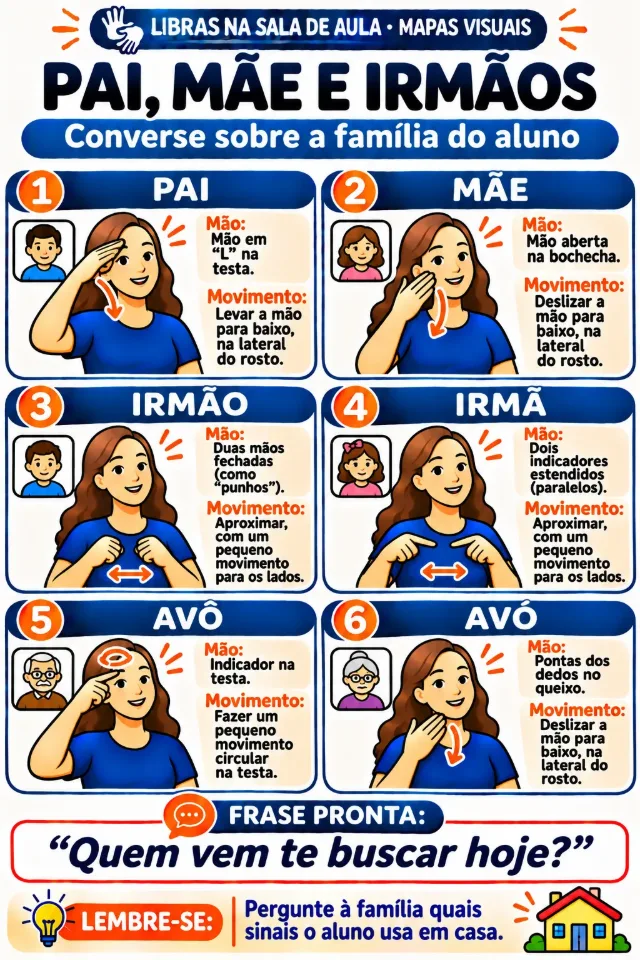 LIBRAS NA SALA DE AULA • MAPAS VISUAIS
PAI, MÃE E IRMÃOS
Converse sobre a família do aluno
1 PAI
Mão:
Mão em
“L” na
testa.
Movimento:
Levar a mão
para baixo,
na lateral
do rosto.
2 MÃE
Mão:
Mão aberta
na bochecha.
Movimento:
Deslizar a
mão para
baixo, na
lateral
do rosto.
3 IRMÃO
Mão:
Duas mãos
fechadas
(como
“punhos”).
Movimento:
Aproximar,
com um
pequeno
movimento
para os lados.
4 IRMÃ
Mão:
Dois
indicadores
estendidos
(paralelos).
Movimento:
Aproximar,
com um
pequeno
movimento
para os lados.
5 AVÔ
Mão:
Indicador na
testa.
Movimento:
Fazer um
pequeno
movimento
circular
na testa.
6 AVÓ
Mão:
Pontas dos
dedos no
queixo.
Movimento:
Deslizar a
mão para
baixo, na
lateral do
rosto.
FRASE PRONTA:
“Quem vem te buscar hoje?”
LEMBRE-SE:
Pergunte à família quais
sinais o aluno usa em casa.